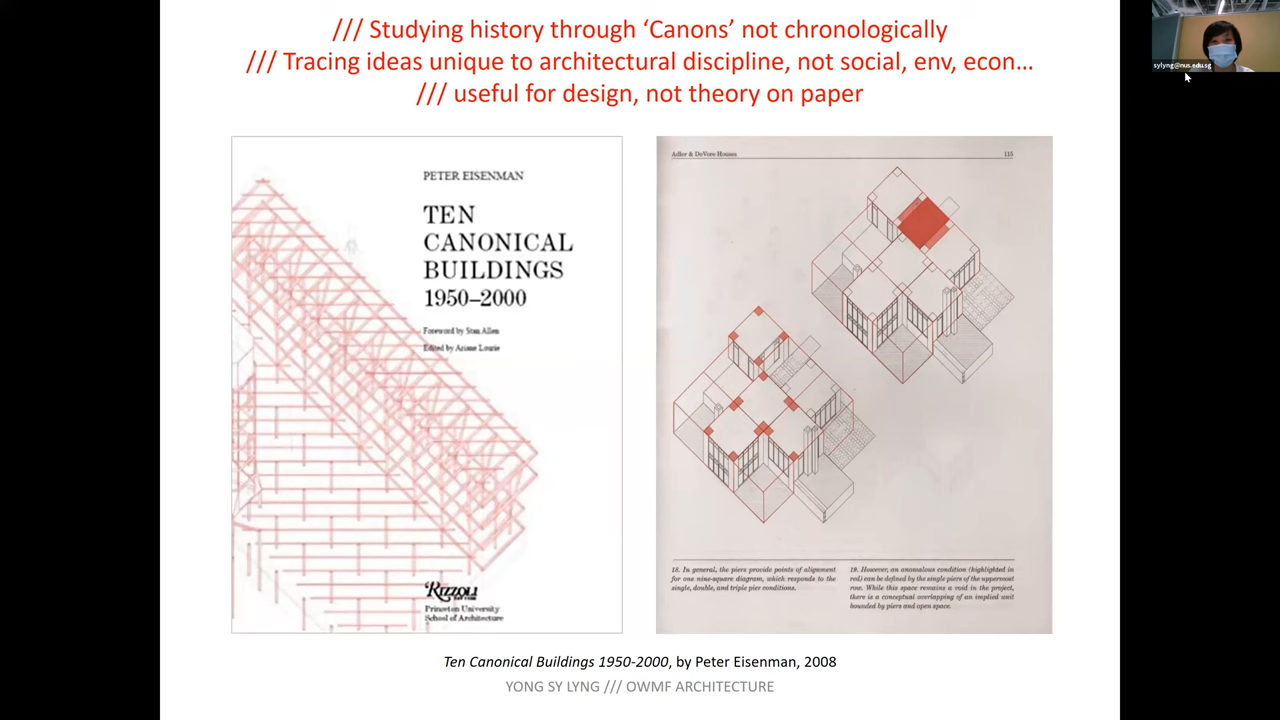 /// Studying history through ‘Canons’ not chronologically
/// Tracing ideas unique to architectural discipline, not social, env, econ...
/// useful for design, not theory on paper
sylyng@nus.edu.sg
PETER EISENMAN
TEN
CANONICAL
BUILDINGS
1950–2000
Foreword by Stan Allen
Edited by Ariane Lourie
RIZZOLI
Princeton University
School of Architecture
Adler & DeVore Houses 115
18. In general, the piers provide points of alignment
for one nine-square diagram, which responds to the
single, double, and triple pier conditions.
19. However, an anomalous condition (highlighted in
red) can be defined by the single piers of the uppermost
row. While this space remains a void in the project,
there is a conceptual overlapping of an implied unit
bounded by piers and open space.
Ten Canonical Buildings 1950-2000, by Peter Eisenman, 2008
YONG SY LYNG /// OWMF ARCHITECTURE